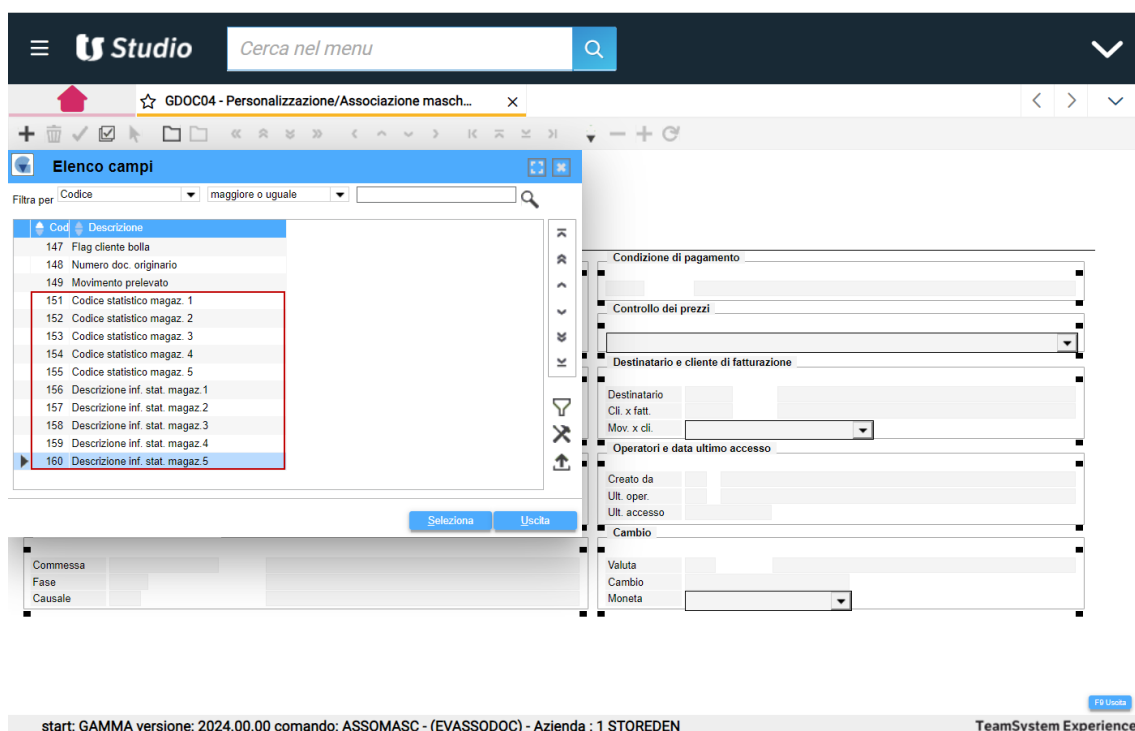 Studio
Cerca nel menu
GDOC04 - Personalizzazione/Associazione masch...
Elenco campi
Filtra per Codice maggiore o uguale
Cod Descrizione
147 Flag cliente bolla
148 Numero doc. originario
149 Movimento prelevato
151 Codice statistico magaz. 1
152 Codice statistico magaz. 2
153 Codice statistico magaz. 3
154 Codice statistico magaz. 4
155 Codice statistico magaz. 5
156 Descrizione inf. stat. magaz.1
157 Descrizione inf. stat. magaz.2
158 Descrizione inf. stat. magaz.3
159 Descrizione inf. stat. magaz.4
160 Descrizione inf. stat. magaz.5
Seleziona Uscita
Condizione di pagamento
Controllo dei prezzi
Destinatario e cliente di fatturazione
Destinatario
Cli. x fatt.
Mov. x cli.
Operatori e data ultimo accesso
Creato da
Ult. oper.
Ult. accesso
Cambio
Commessa
Fase
Causale
Valuta
Cambio
Moneta
F9 Uscita
start: GAMMA versione: 2024.00.00 comando: ASSOMASC - (EVASSODOC) - Azienda : 1 STOREDEN
TeamSystem Experience